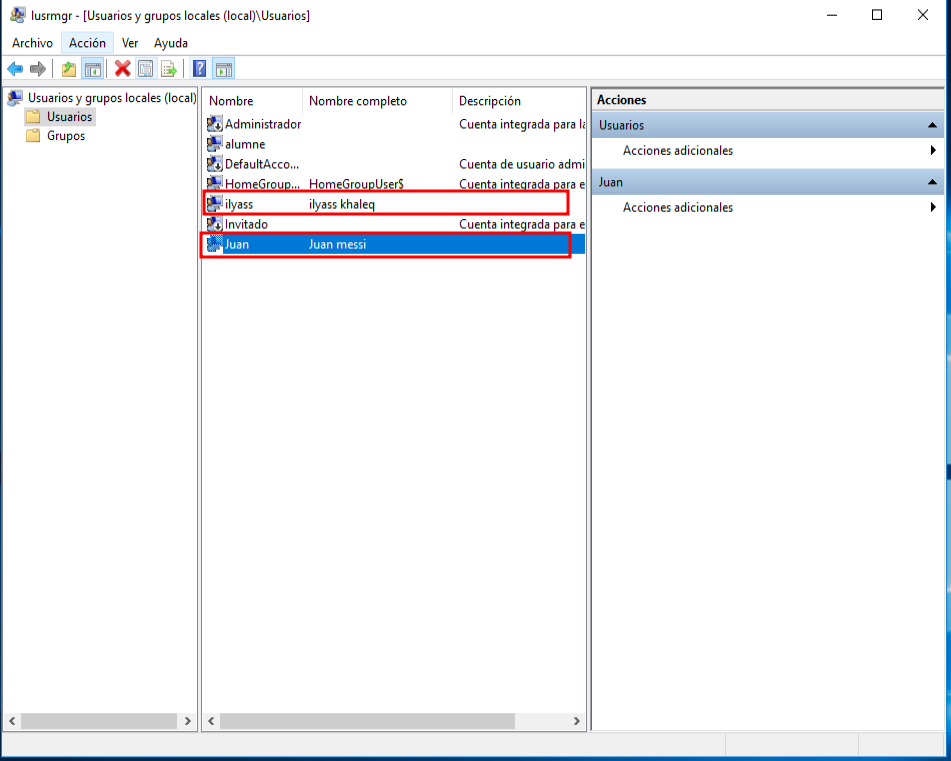 lusrmgr - [Usuarios y grupos locales (local)\Usuarios]
Archivo Acción Ver Ayuda
Usuarios y grupos locales (local)
Usuarios
Grupos
Nombre Nombre completo Descripción
Administrador Cuenta integrada para la
alumne
DefaultAcco... Cuenta de usuario admi
HomeGroup... HomeGroupUser$ Cuenta integrada para e
ilyass ilyass khaleq
Invitado Cuenta integrada para e
Juan Juan messi
Acciones
Usuarios
Acciones adicionales
Juan
Acciones adicionales